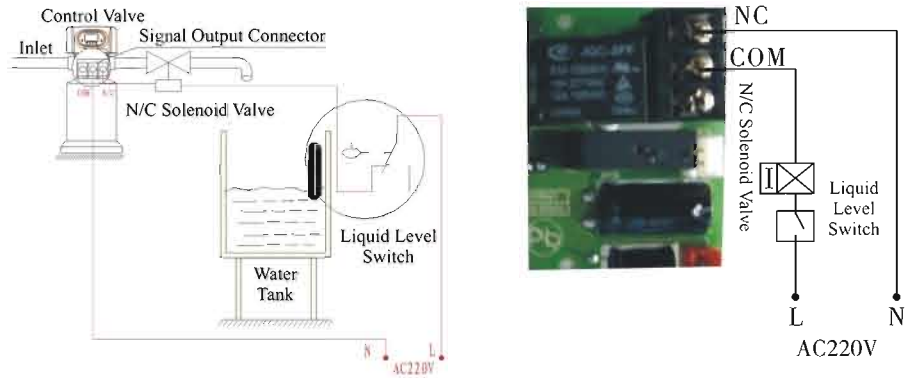 Control Valve
Signal Output Connector
Inlet
COM N/C
N/C Solenoid Valve
Liquid Level
Switch
Water
Tank
N L
AC220V
NC
COM
N/C Solenoid Valve
Liquid
Level
Switch
L N
AC220V